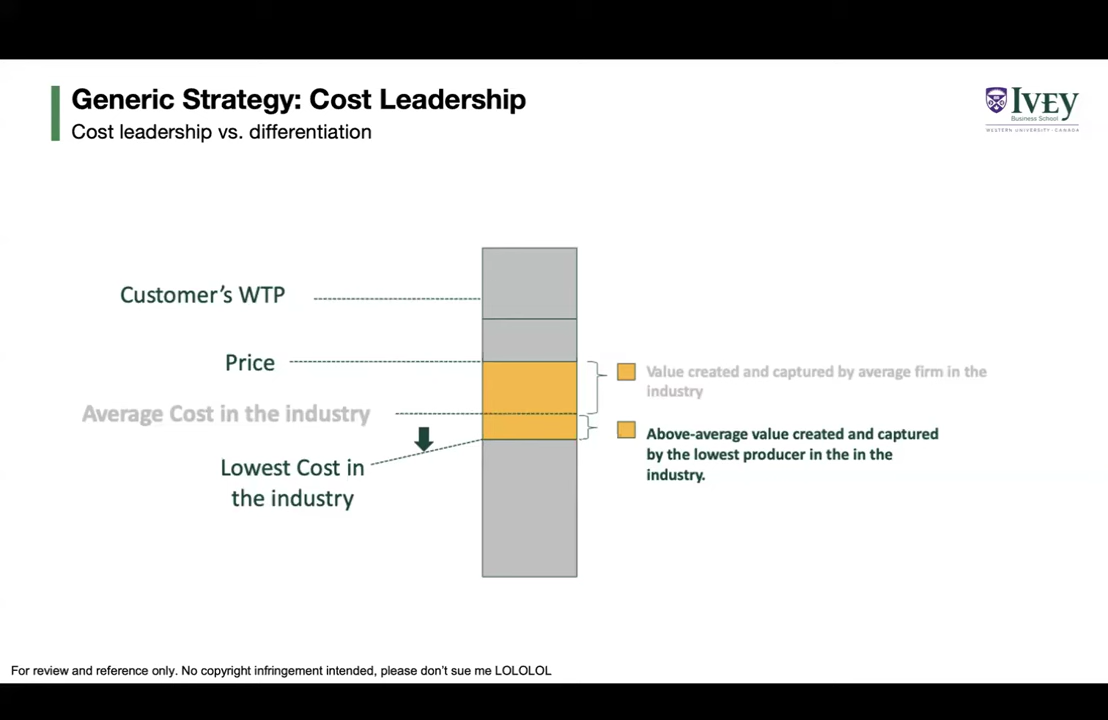 Generic Strategy: Cost Leadership
Cost leadership vs. differentiation
IVEY
Business School
WESTERN UNIVERSITY · CANADA
Customer's WTP
Price
Average Cost in the industry
Lowest Cost in
the industry
Value created and captured by average firm in the
industry
Above-average value created and captured
by the lowest producer in the in the
industry.
For review and reference only. No copyright infringement intended, please don't sue me LOLOLOL